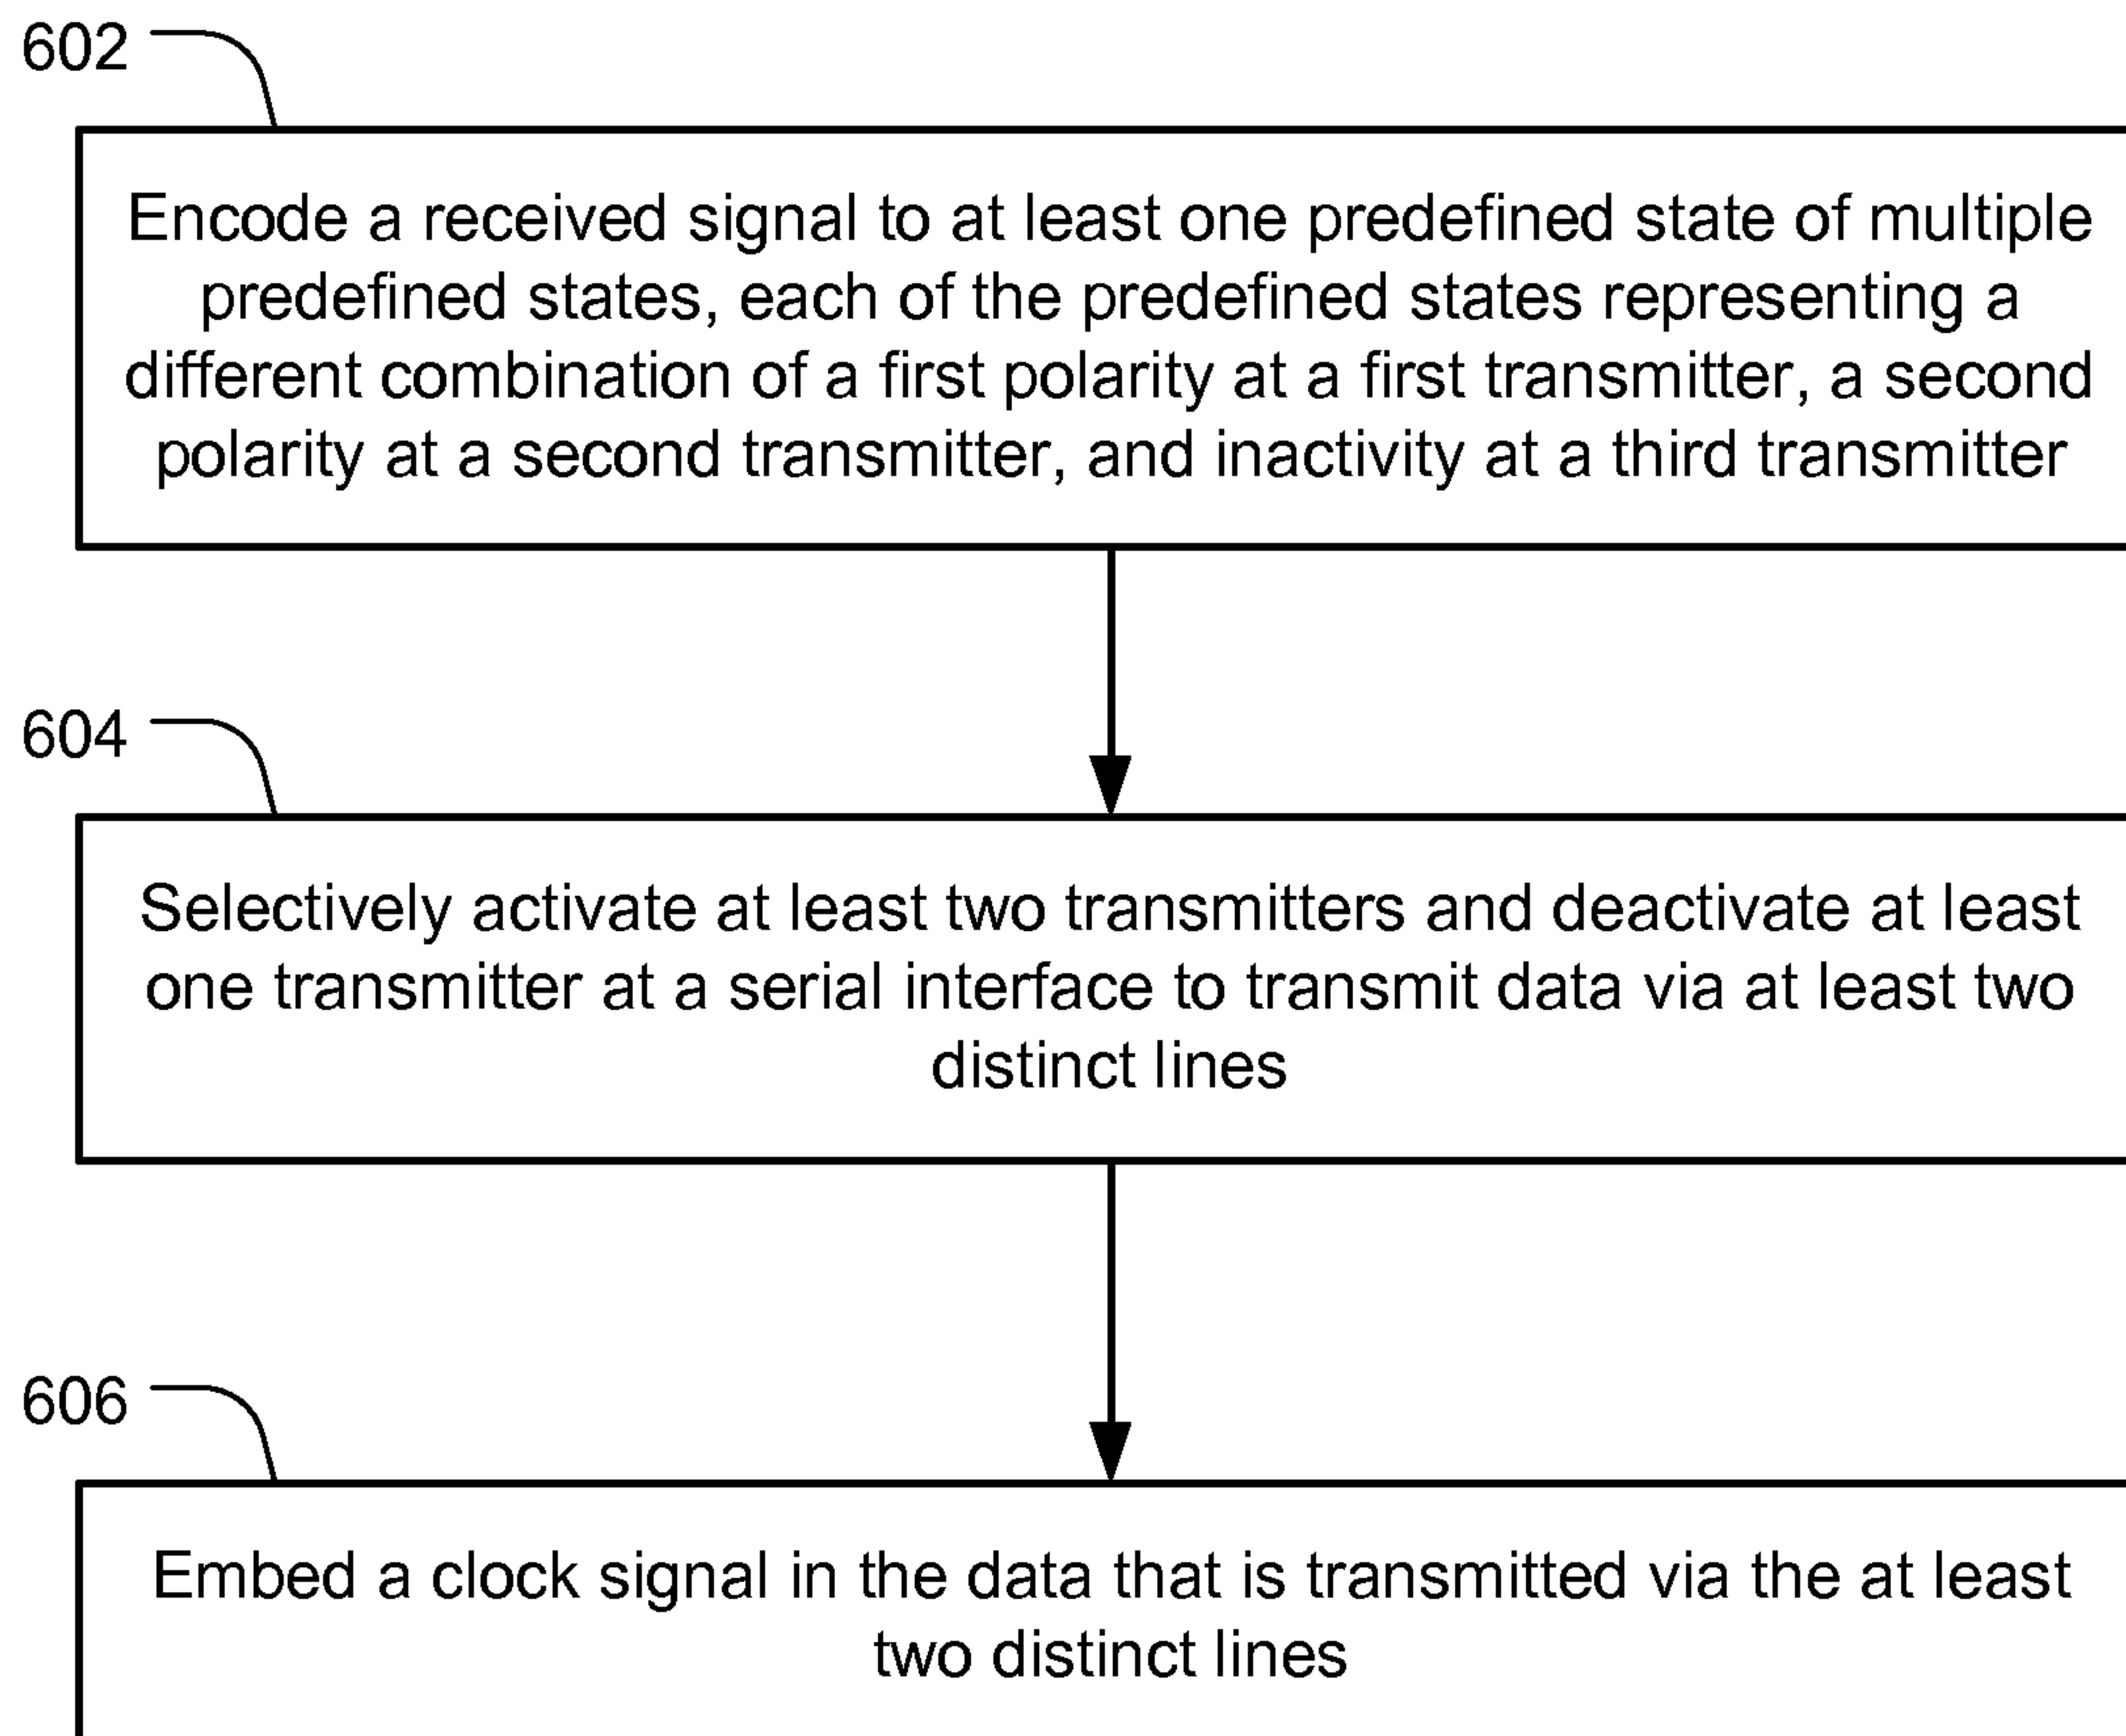 602
Encode a received signal to at least one predefined state of multiple
predefined states, each of the predefined states representing a
different combination of a first polarity at a first transmitter, a second
polarity at a second transmitter, and inactivity at a third transmitter
604
Selectively activate at least two transmitters and deactivate at least
one transmitter at a serial interface to transmit data via at least two
distinct lines
606
Embed a clock signal in the data that is transmitted via the at least
two distinct lines